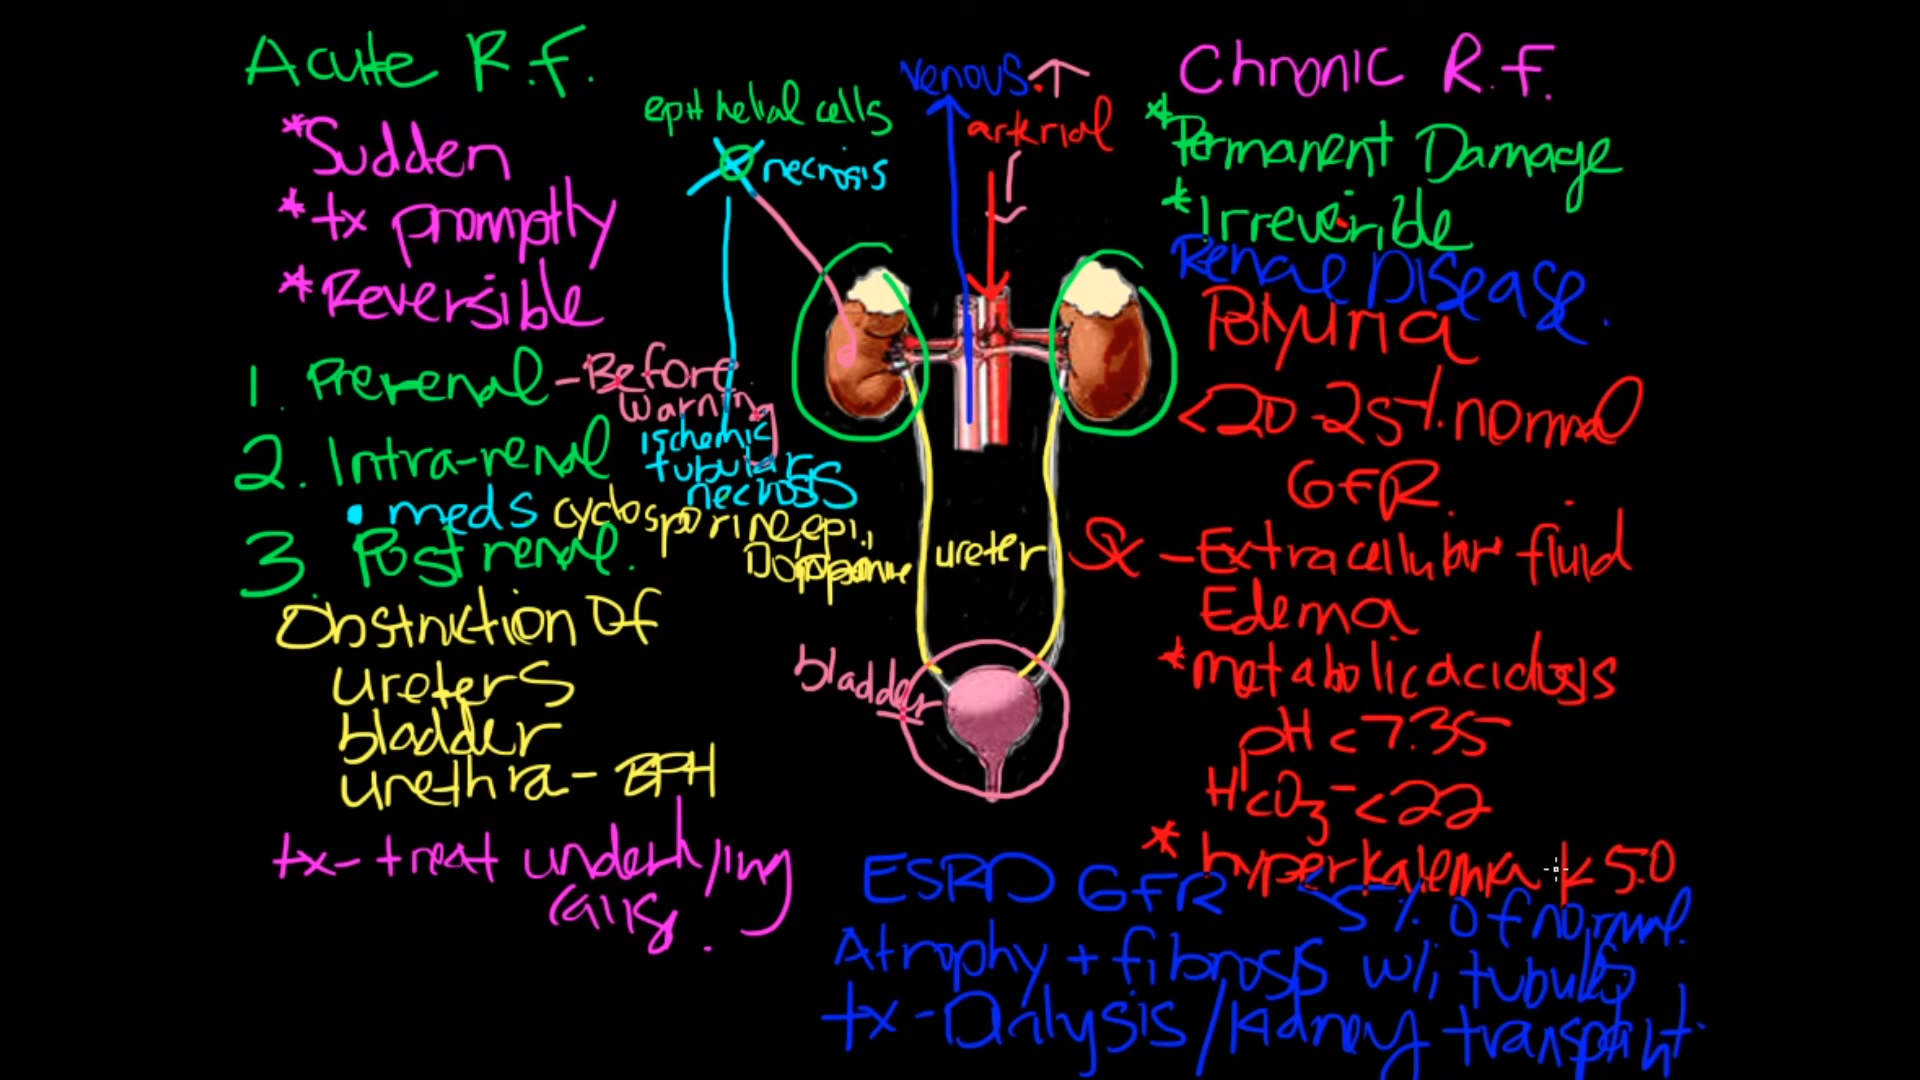 Acute R.F.
*Sudden
*tx promptly
*Reversible
1. Prerenal - Before
warning
2. Intra-renal
• meds cyclosporine, epi.,
Dopamine
3. Post renal.
Obstruction Of
ureters
bladder
urethra - BPH
tx - treat underlying
cause.
epithelial cells
necrosis
Ischemic
tubular
necrosis
venous
arterial
ureter
bladder
Chronic R.F.
*Permanent Damage
*Irreversible
Renal Disease.
Polyuria
<20-25% normal
GFR
Sx - Extracellular fluid
Edema
*metabolic acidosis
pH < 7.35
HCO3- < 22
*hyperkalemia K 5.0
ESRD GFR <5% Of normal.
Atrophy + fibrosis w/i tubules
tx - Dialysis/Kidney transplant.